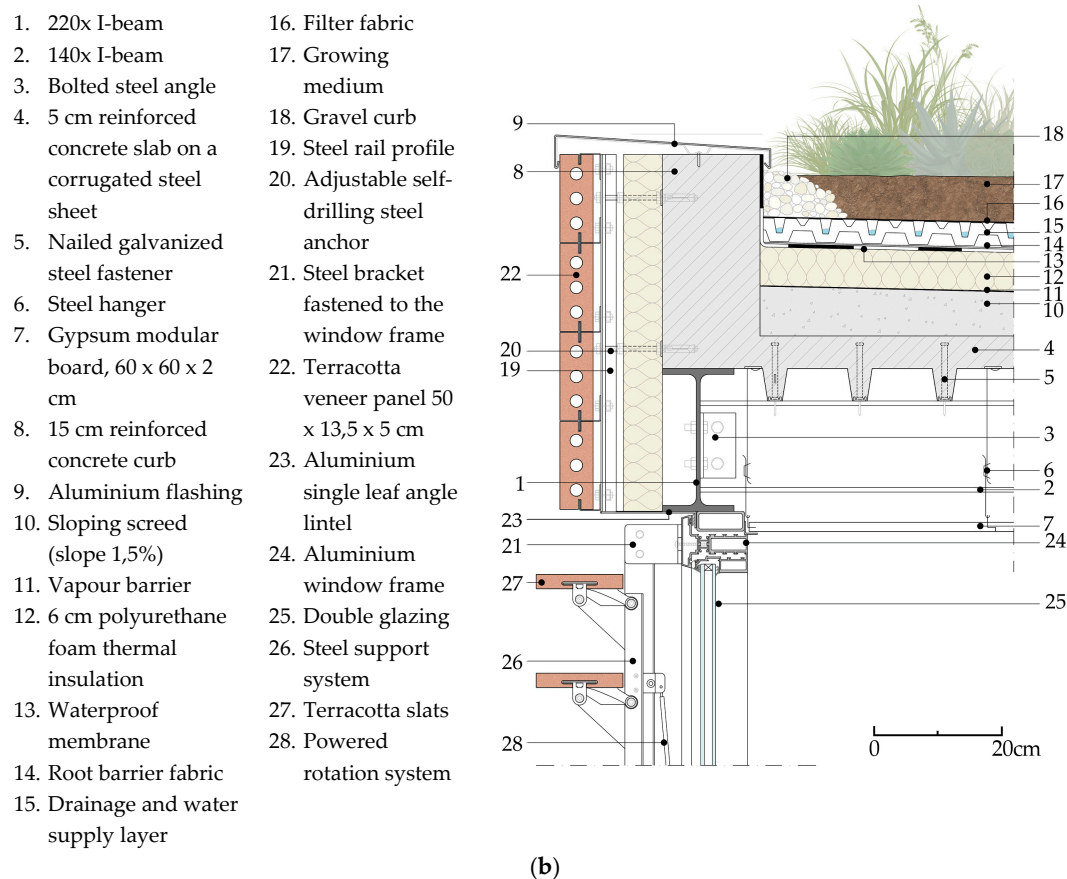 1. 220x I-beam
2. 140x I-beam
3. Bolted steel angle
4. 5 cm reinforced
concrete slab on a
corrugated steel
sheet
5. Nailed galvanized
steel fastener
6. Steel hanger
7. Gypsum modular
board, 60 x 60 x 2
cm
8. 15 cm reinforced
concrete curb
9. Aluminium flashing
10. Sloping screed
(slope 1,5%)
11. Vapour barrier
12. 6 cm polyurethane
foam thermal
insulation
13. Waterproof
membrane
14. Root barrier fabric
15. Drainage and water
supply layer
16. Filter fabric
17. Growing
medium
18. Gravel curb
19. Steel rail profile
20. Adjustable self-
drilling steel
anchor
21. Steel bracket
fastened to the
window frame
22. Terracotta
veneer panel 50
x 13,5 x 5 cm
23. Aluminium
single leaf angle
lintel
24. Aluminium
window frame
25. Double glazing
26. Steel support
system
27. Terracotta slats
28. Powered
rotation system
9
8
22
20
19
1
23
21
27
26
28
18
17
16
15
14
13
12
11
10
4
5
3
6
2
7
24
25
0 20cm
(b)